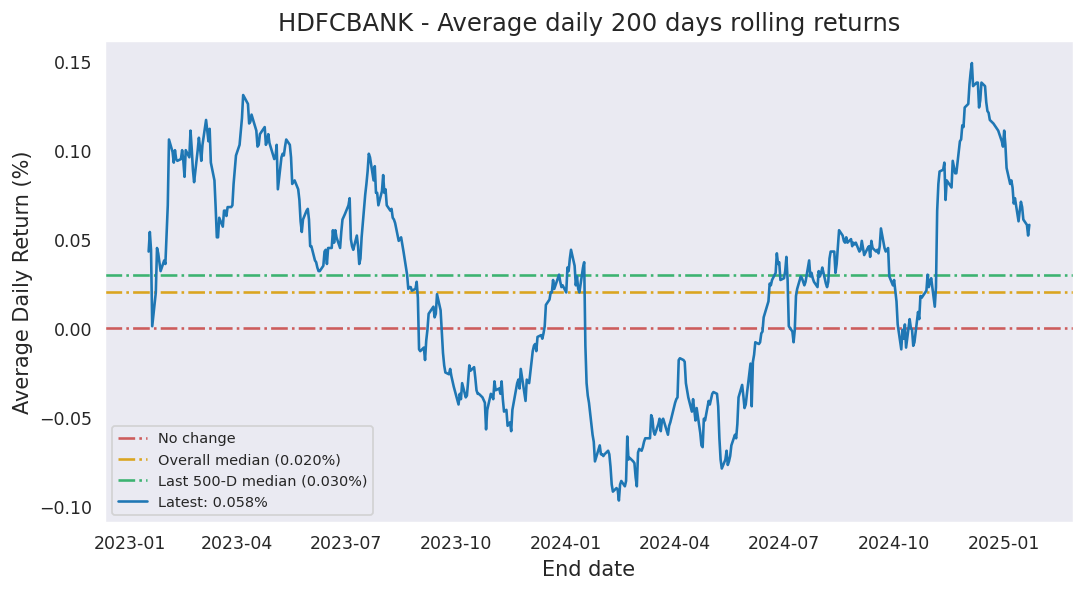 HDFCBANK - Average daily 200 days rolling returns
Average Daily Return (%)
0.15
0.10
0.05
0.00
−0.05
−0.10
No change
Overall median (0.020%)
Last 500-D median (0.030%)
Latest: 0.058%
2023-01 2023-04 2023-07 2023-10 2024-01 2024-04 2024-07 2024-10 2025-01
End date